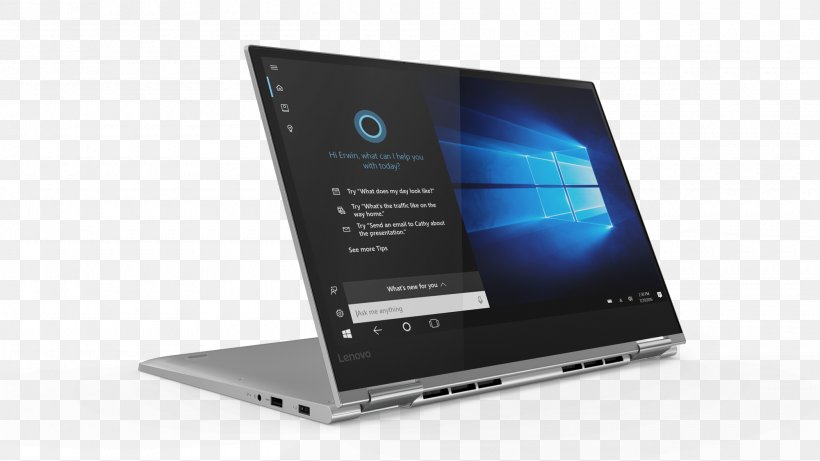 Hi Erwin, what can I help you
with today?
Try "What does my day look like?"
Try "What's the traffic like on the
way home."
Try "Send an email to Cathy about
the presentation."
See more Tips
What's new for you
Ask me anything
Lenovo